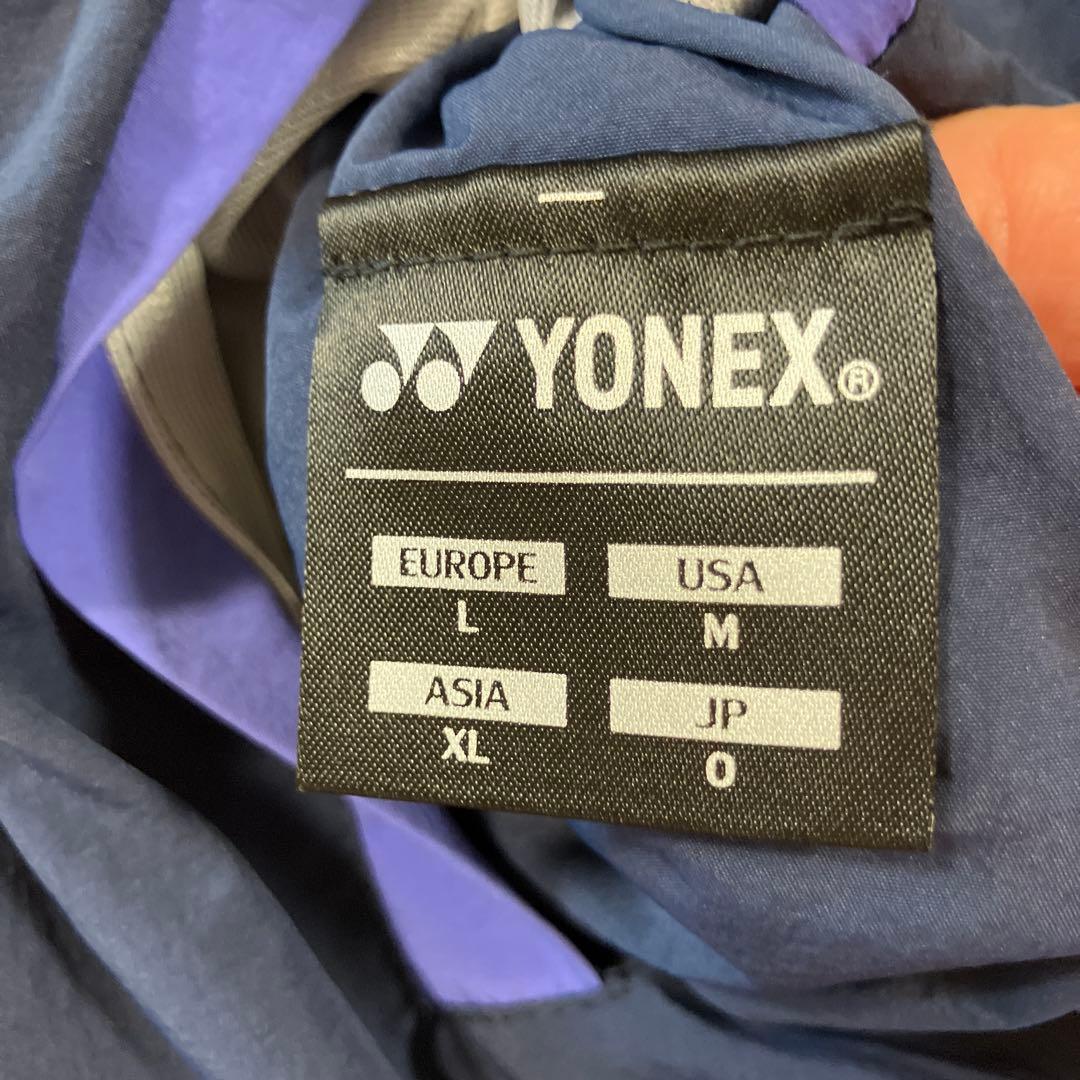 YONEX®
EUROPE USA
L M
ASIA JP
XL O